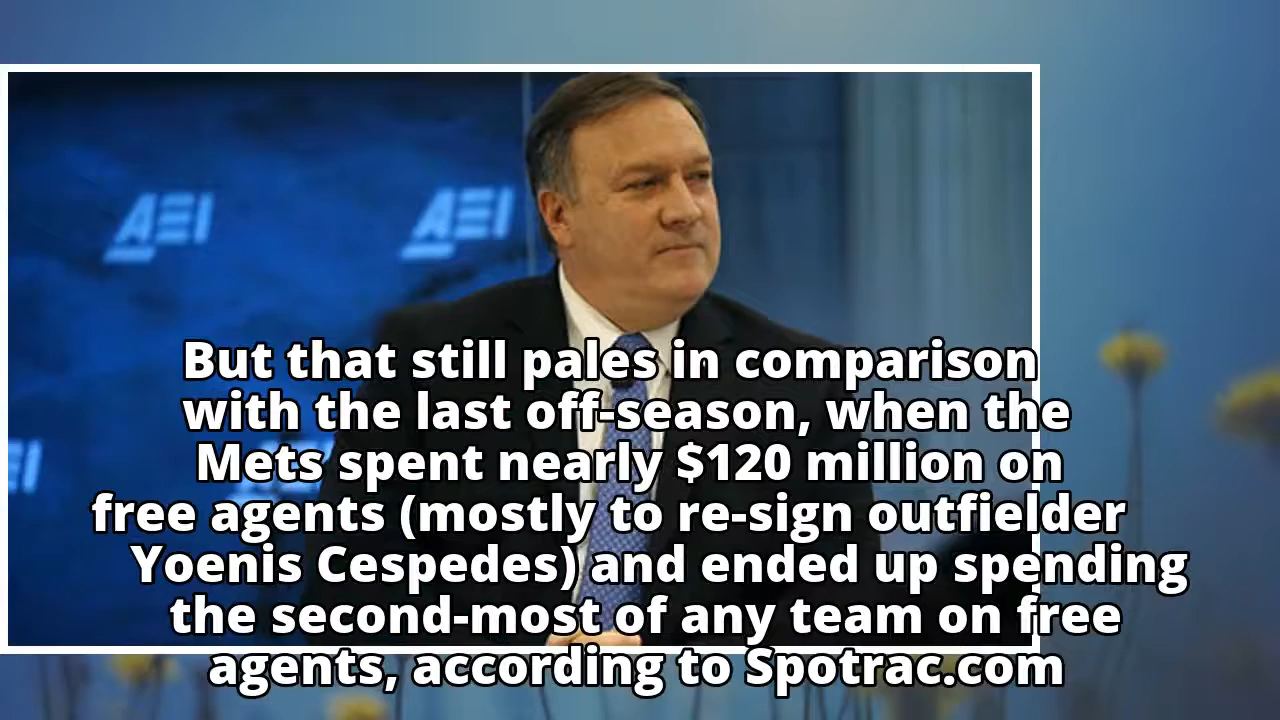 AEI
AEI
But that still pales in comparison
with the last off-season, when the
Mets spent nearly $120 million on
free agents (mostly to re-sign outfielder
Yoenis Cespedes) and ended up spending
the second-most of any team on free
agents, according to Spotrac.com